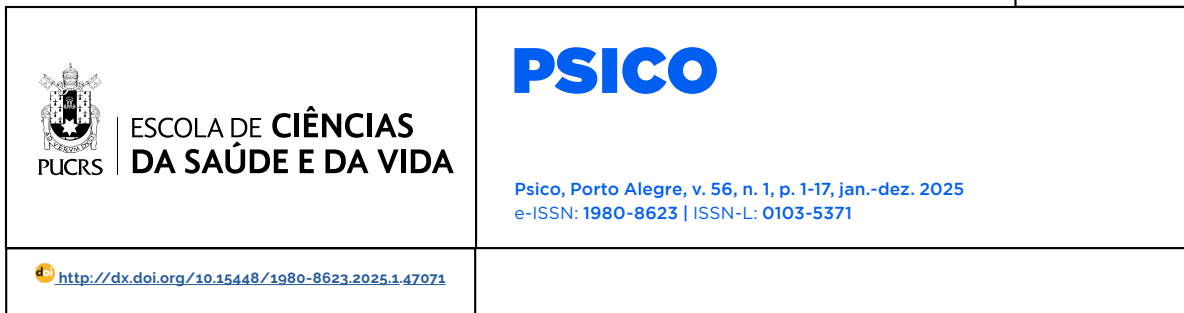 PUCRS
ESCOLA DE CIÊNCIAS
DA SAÚDE E DA VIDA
PSICO
Psico, Porto Alegre, v. 56, n. 1, p. 1-17, jan.-dez. 2025
e-ISSN: 1980-8623 | ISSN-L: 0103-5371
doi http://dx.doi.org/10.15448/1980-8623.2025.1.47071